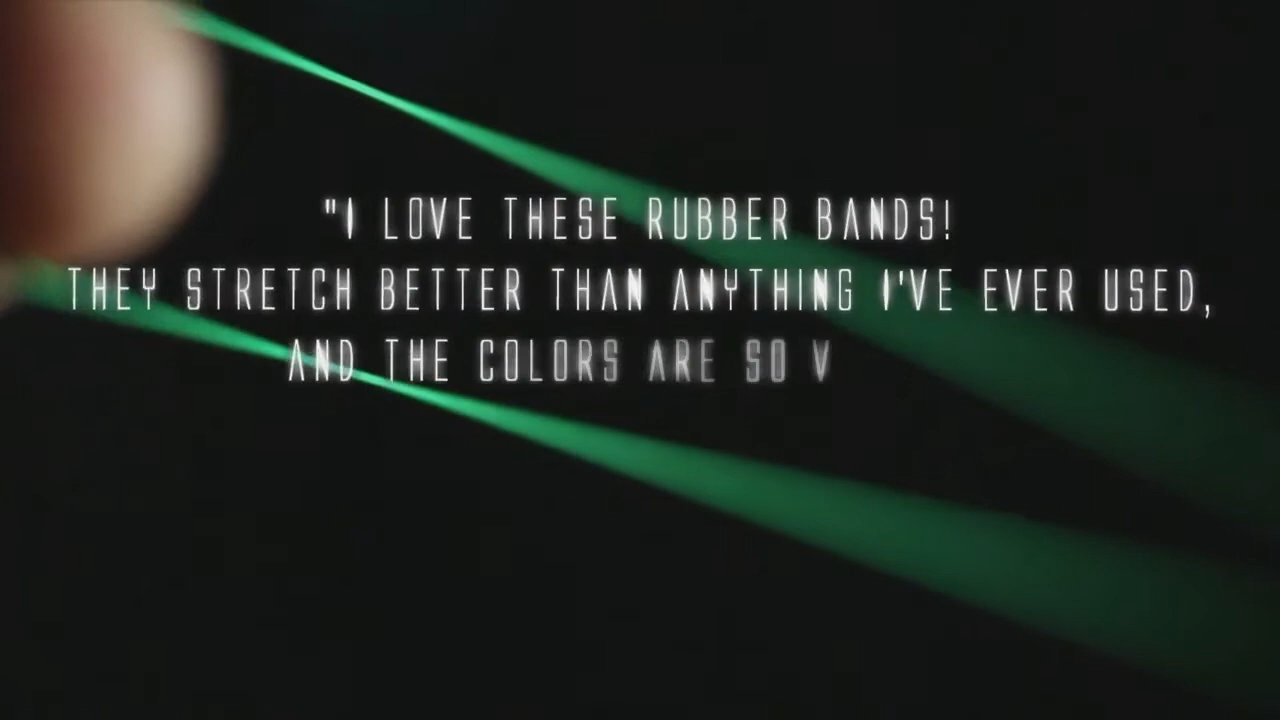 "I LOVE THESE RUBBER BANDS!
THEY STRETCH BETTER THAN ANYTHING I'VE EVER USED,
AND THE COLORS ARE SO V